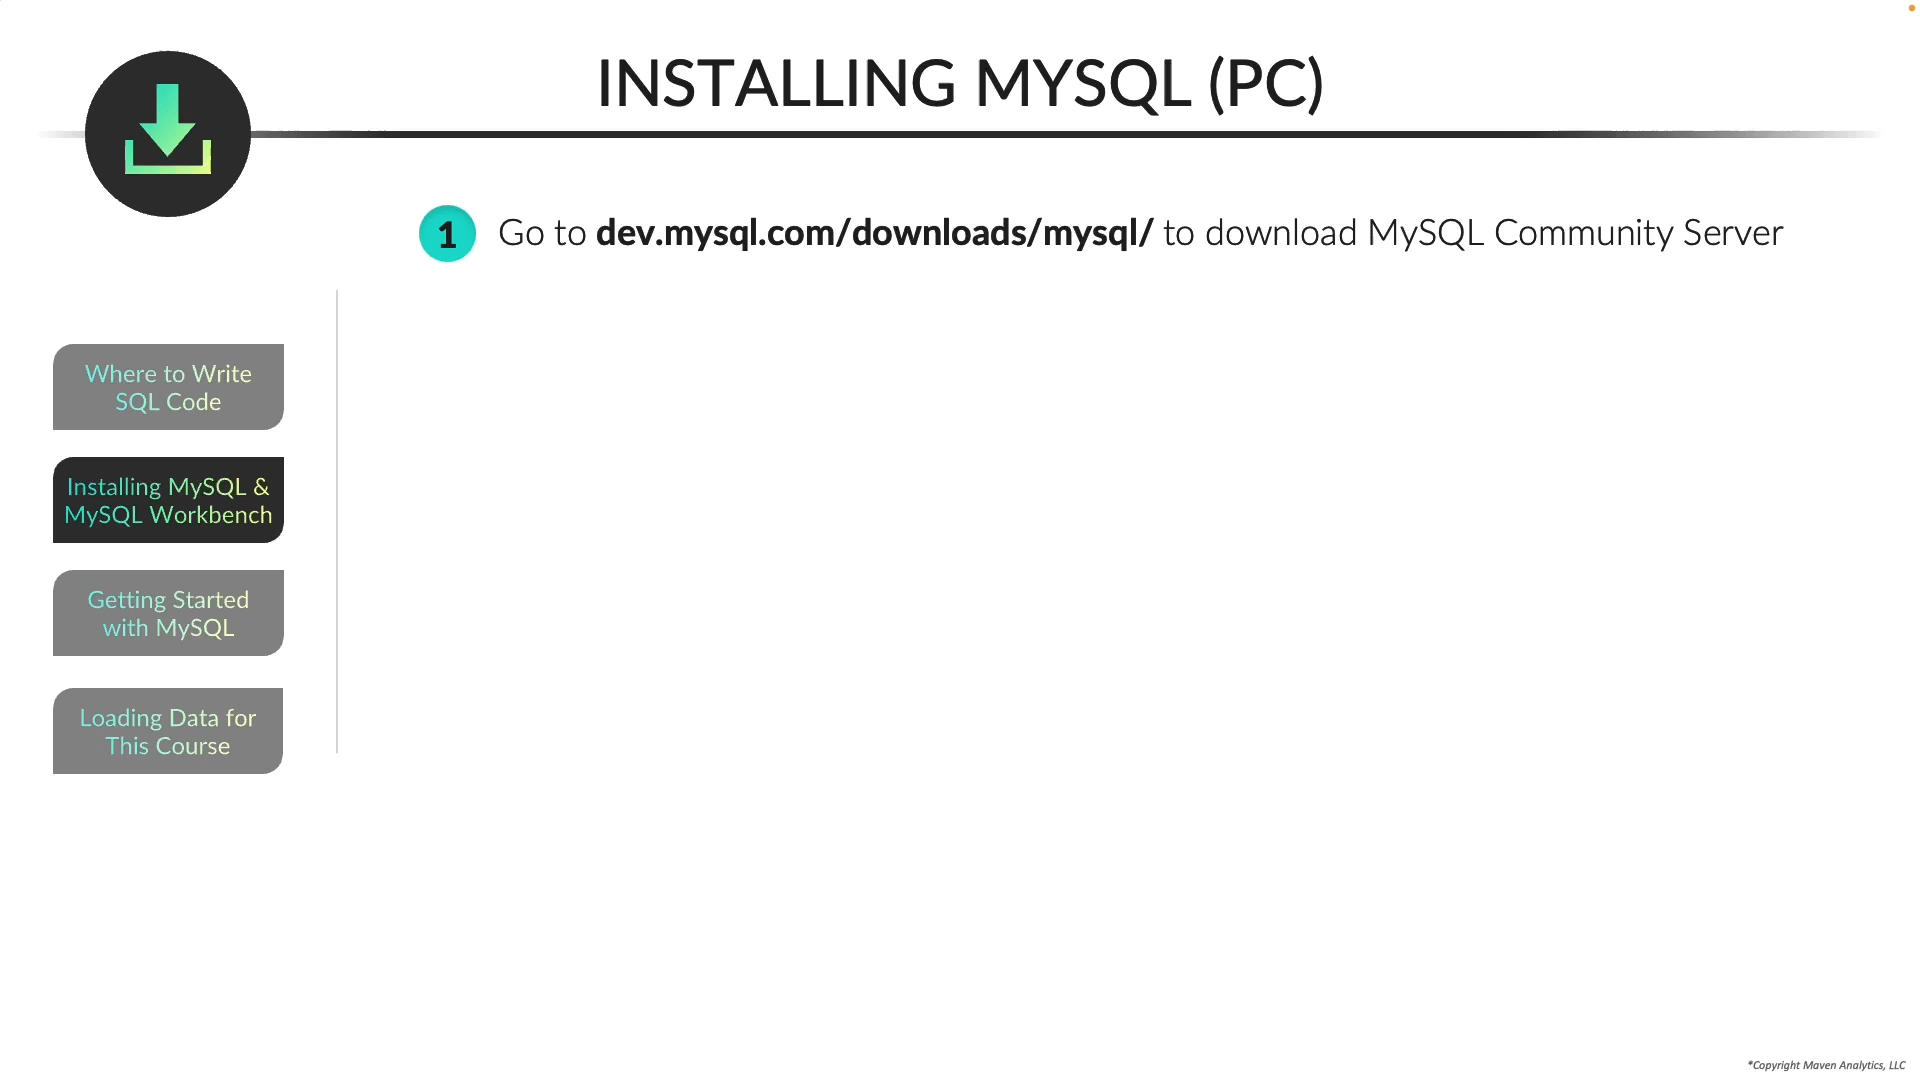 INSTALLING MYSQL (PC)
1 Go to dev.mysql.com/downloads/mysql/ to download MySQL Community Server
Where to Write
SQL Code
Installing MySQL &
MySQL Workbench
Getting Started
with MySQL
Loading Data for
This Course
*Copyright Maven Analytics, LLC